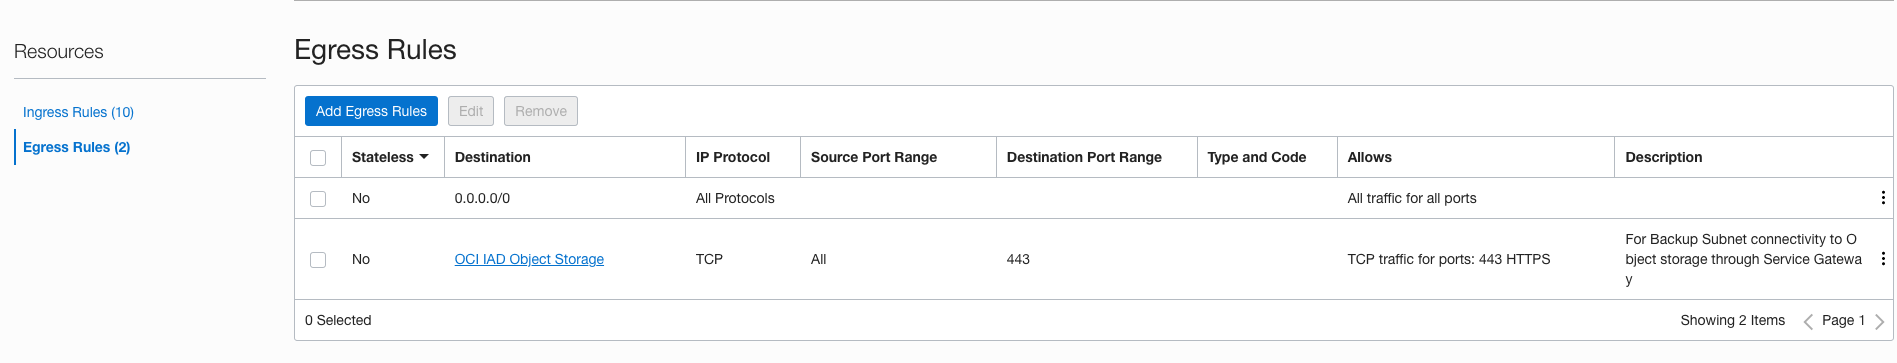 Resources
Ingress Rules (10)
Egress Rules (2)
Egress Rules
Add Egress Rules Edit Remove
Stateless Destination IP Protocol Source Port Range Destination Port Range Type and Code Allows Description
No 0.0.0.0/0 All Protocols All traffic for all ports
No OCI IAD Object Storage TCP All 443 TCP traffic for ports: 443 HTTPS For Backup Subnet connectivity to O
bject storage through Service Gatewa
y
0 Selected Showing 2 Items Page 1